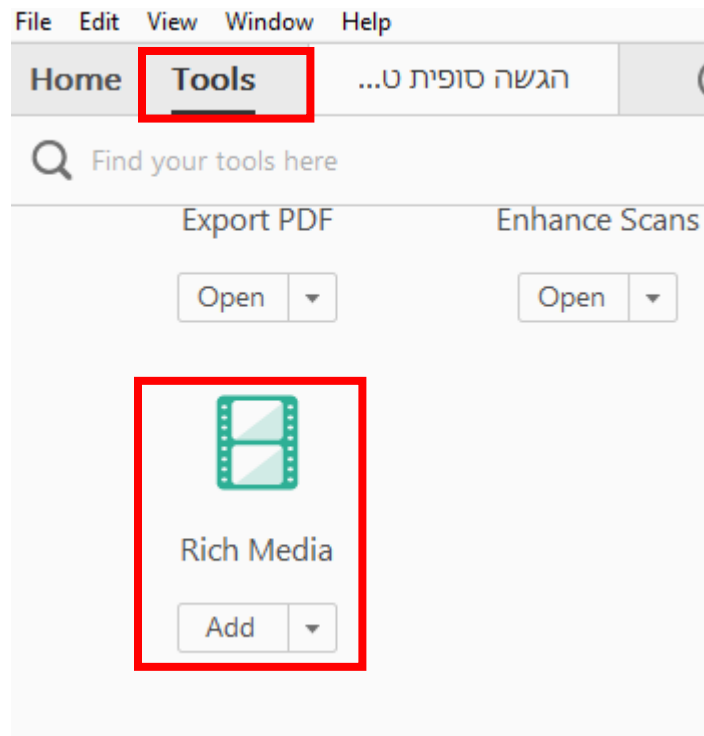 File Edit View Window Help
Home Tools הגשה סופית ט...
Find your tools here
Export PDF Enhance Scans
Open Open
Rich Media
Add